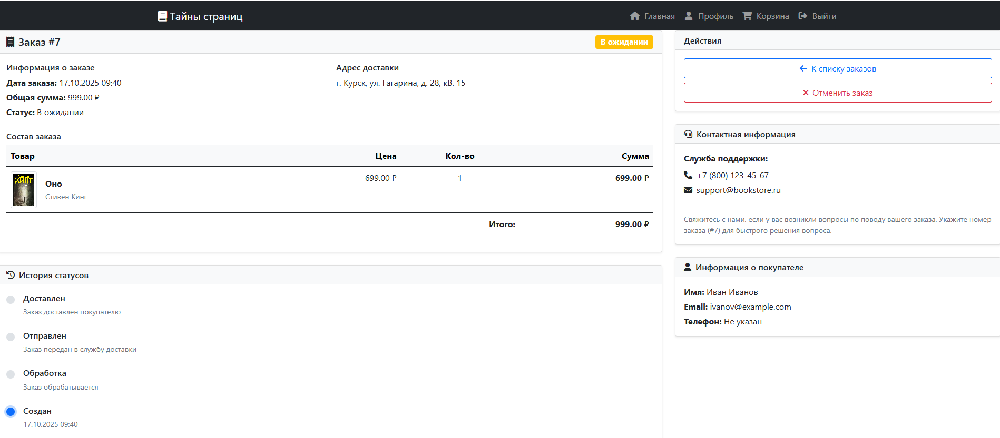 Тайны страниц
Главная Профиль Корзина Выйти
Заказ #7
В ожидании
Информация о заказе
Дата заказа: 17.10.2025 09:40
Общая сумма: 999.00 ₽
Статус: В ожидании
Адрес доставки
г. Курск, ул. Гагарина, д. 28, кВ. 15
Состав заказа
Товар Цена Кол-во Сумма
КИНГ
Оно 699.00 ₽ 1 699.00 ₽
Стивен Кинг
Итого: 999.00 ₽
История статусов
Доставлен
Заказ доставлен покупателю
Отправлен
Заказ передан в службу доставки
Обработка
Заказ обрабатывается
Создан
17.10.2025 09:40
Действия
К списку заказов
Отменить заказ
Контактная информация
Служба поддержки:
+7 (800) 123-45-67
support@bookstore.ru
Свяжитесь с нами, если у вас возникли вопросы по поводу вашего заказа. Укажите номер
заказа (#7) для быстрого решения вопроса.
Информация о покупателе
Имя: Иван Иванов
Email: ivanov@example.com
Телефон: Не указан